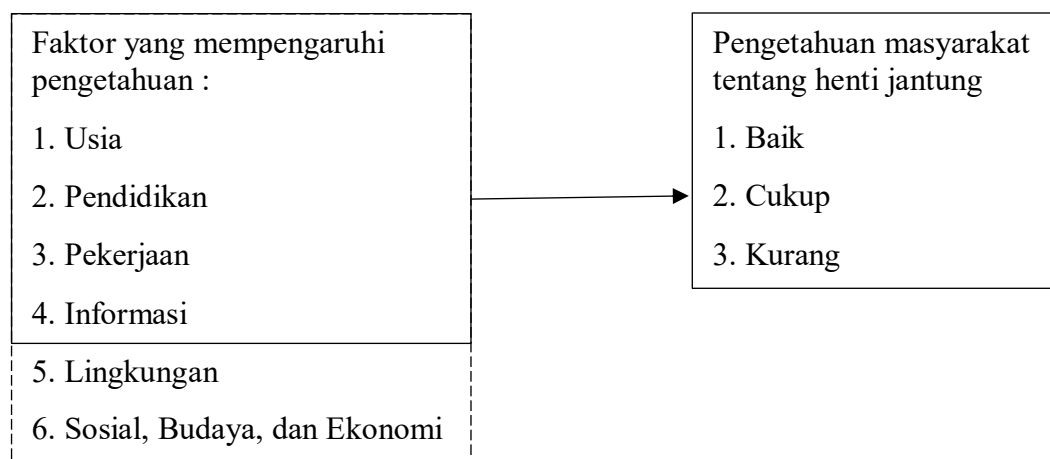 Faktor yang mempengaruhi
pengetahuan :
1. Usia
2. Pendidikan
3. Pekerjaan
4. Informasi
5. Lingkungan
6. Sosial, Budaya, dan Ekonomi
Pengetahuan masyarakat
tentang henti jantung
1. Baik
2. Cukup
3. Kurang